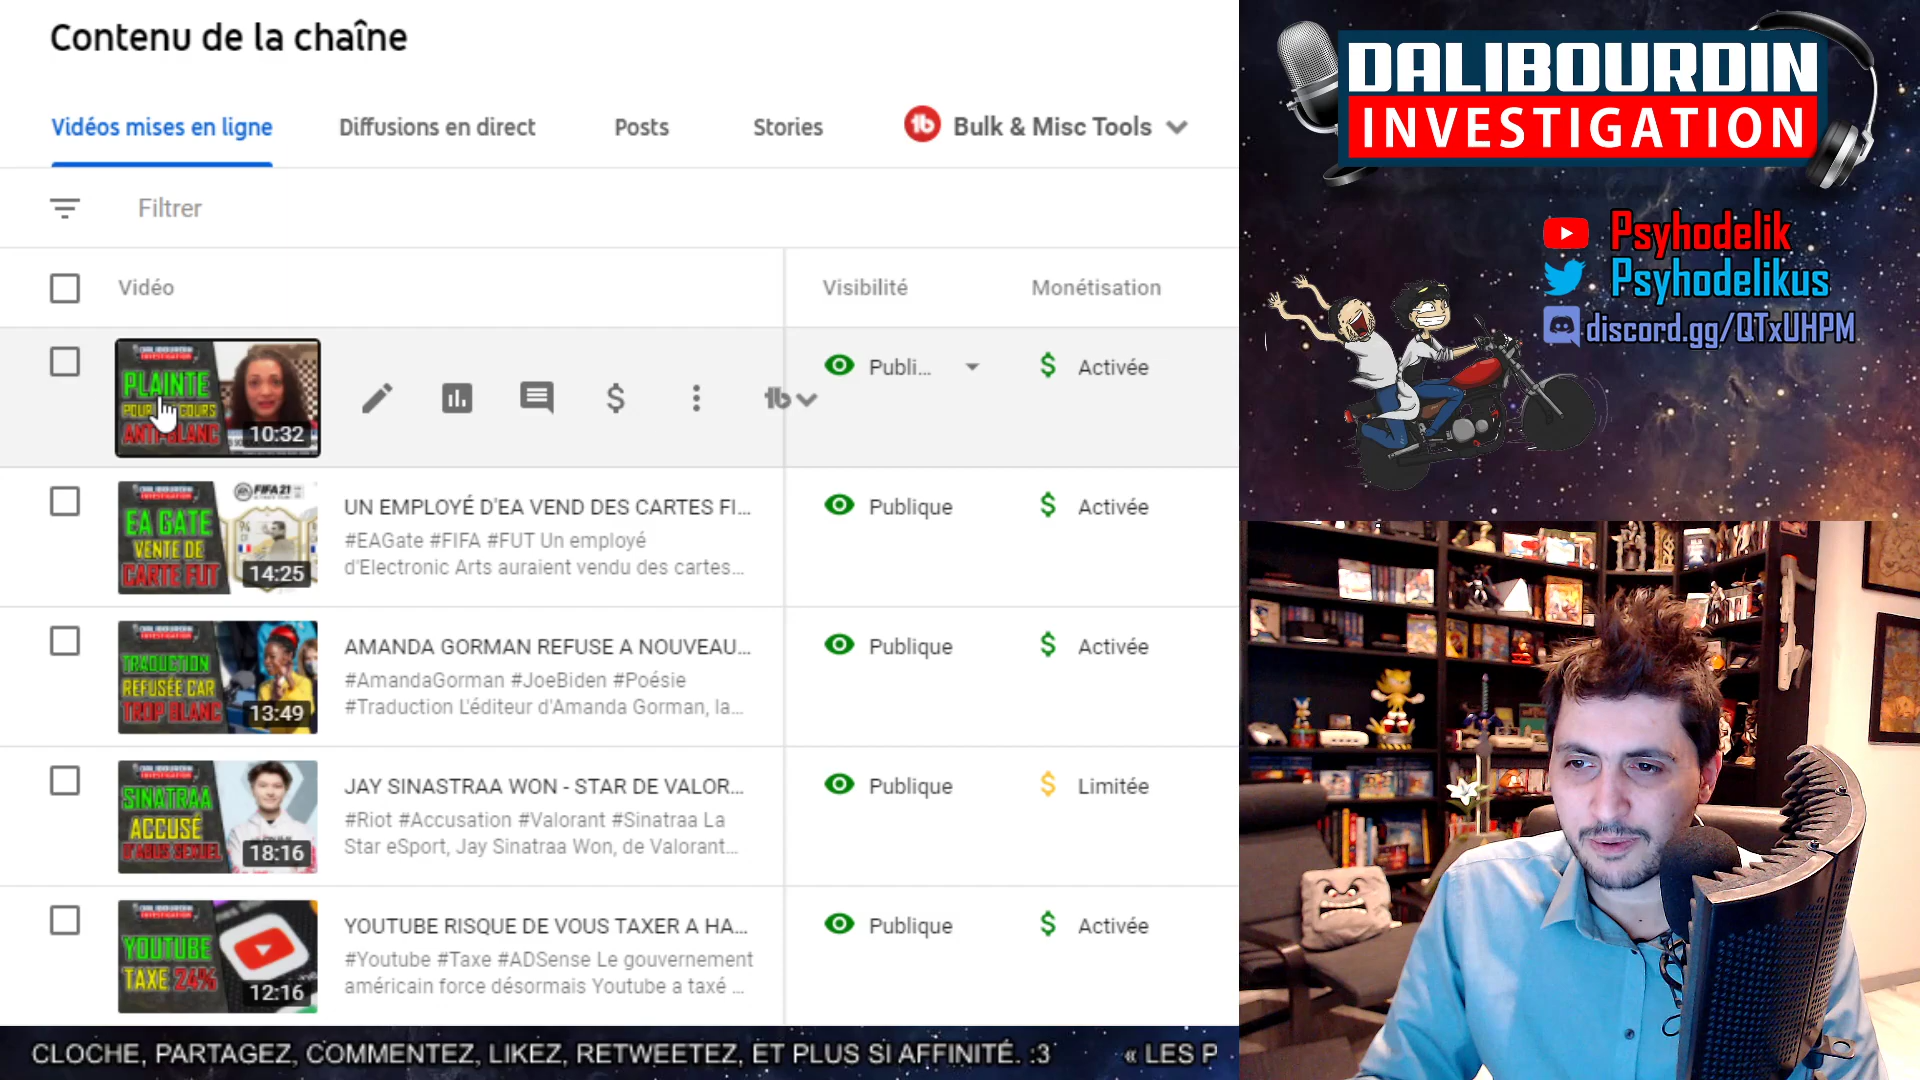 Contenu de la chaîne
Vidéos mises en ligne
Diffusions en direct
Posts
Stories
Bulk & Misc Tools
Filtrer
Vidéo
Visibilité
Monétisation
PLAINTE
ANTI-BLANC
10:32
Publi...
Activée
EA GATE
VENTE DE
CARTE FUT
FIFA 21
14:25
UN EMPLOYÉ D'EA VEND DES CARTES FI...
#EAGate #FIFA #FUT Un employé
d'Electronic Arts auraient vendu des cartes...
Publique
Activée
TRADUCTION
REFUSÉE CAR
TROP BLANC
13:49
AMANDA GORMAN REFUSE A NOUVEAU...
#AmandaGorman #JoeBiden #Poésie
#Traduction L'éditeur d'Amanda Gorman, la...
Publique
Activée
SINATRAA
ACCUSÉ
D'ABUS SEXUEL
18:16
JAY SINASTRAA WON - STAR DE VALOR...
#Riot #Accusation #Valorant #Sinatraa La
Star eSport, Jay Sinatraa Won, de Valorant...
Publique
Limitée
YOUTUBE
TAXE 24%
12:16
YOUTUBE RISQUE DE VOUS TAXER A HA...
#Youtube #Taxe #ADSense Le gouvernement
américain force désormais Youtube a taxé ...
Publique
Activée
CLOCHE, PARTAGEZ, COMMENTEZ, LIKEZ, RETWEETEZ, ET PLUS SI AFFINITÉ. :3
« LES P
DALIBOURDIN
INVESTIGATION
Psyhodelik
Psyhodelikus
discord.gg/QTxUHPM